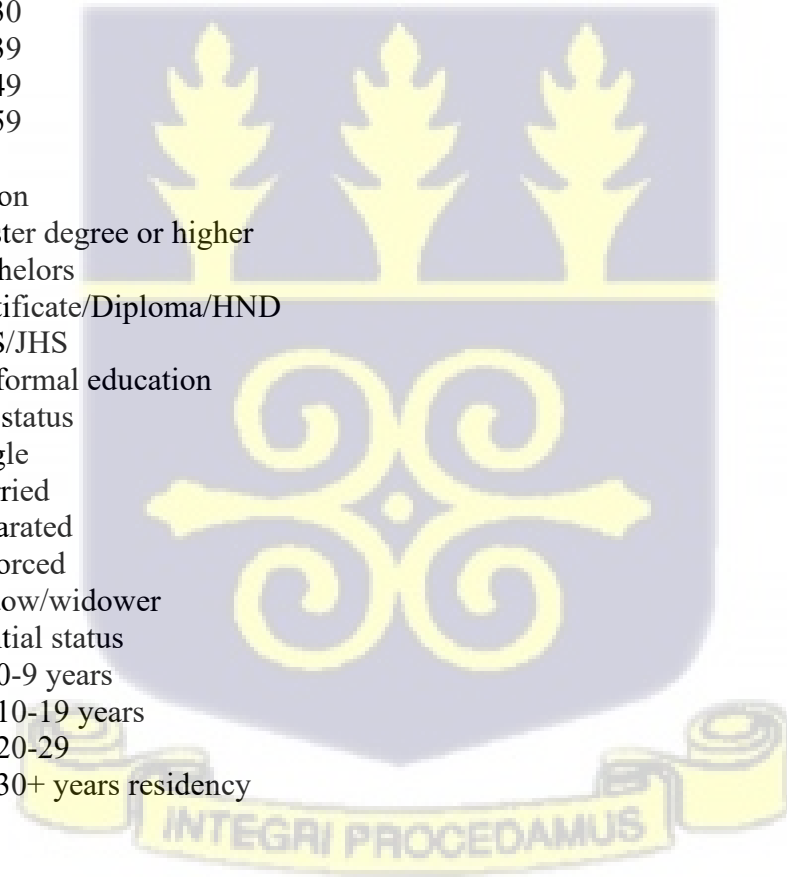 30
39
49
59
on
ster degree or higher
helors
tificate/Diploma/HND
S/JHS
formal education
status
gle
rried
arated
orced
dow/widower
tial status
0-9 years
10-19 years
20-29
30+ years residency
INTEGRI PROCEDAMUS